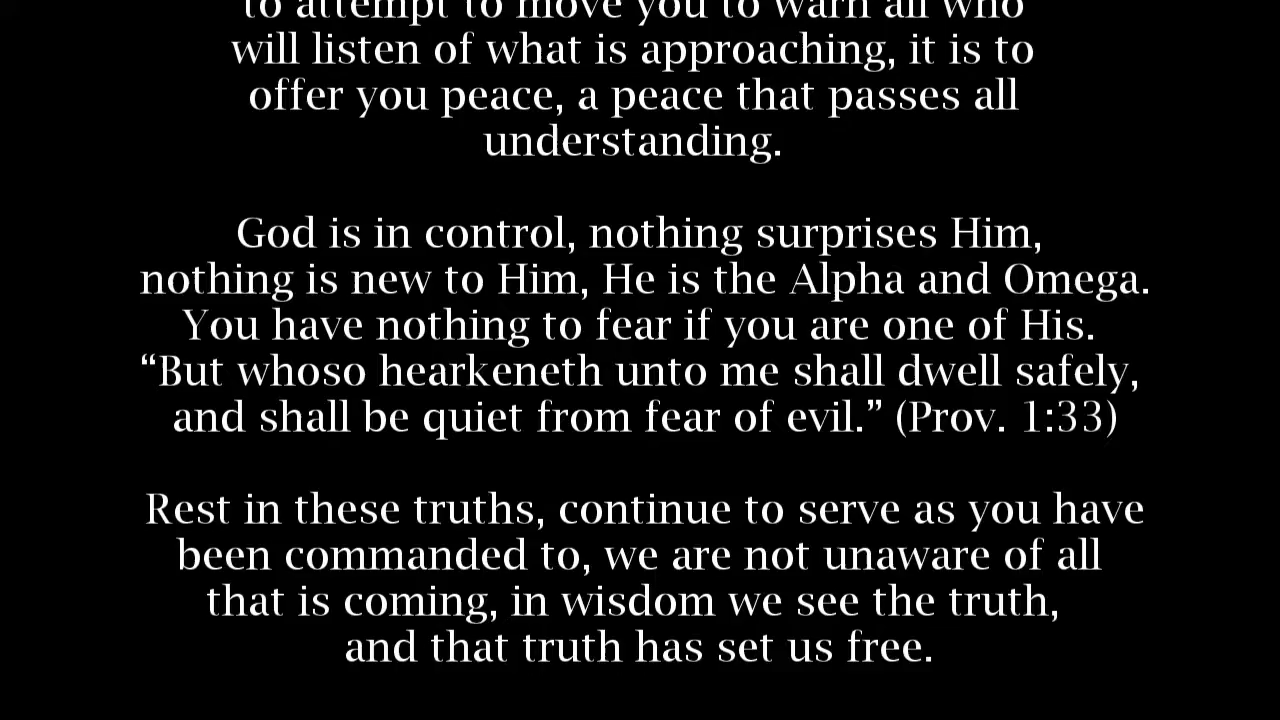 to attempt to move you to warn all who
will listen of what is approaching, it is to
offer you peace, a peace that passes all
understanding.
God is in control, nothing surprises Him,
nothing is new to Him, He is the Alpha and Omega.
You have nothing to fear if you are one of His.
“But whoso hearkeneth unto me shall dwell safely,
and shall be quiet from fear of evil.” (Prov. 1:33)
Rest in these truths, continue to serve as you have
been commanded to, we are not unaware of all
that is coming, in wisdom we see the truth,
and that truth has set us free.